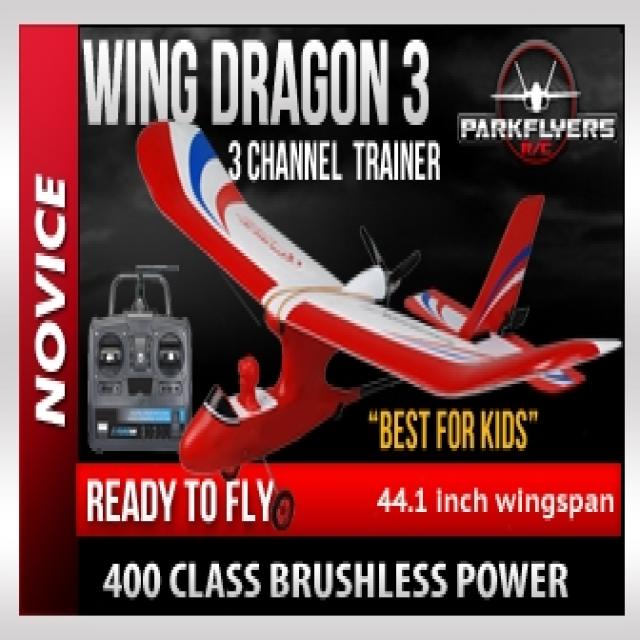 WING DRAGON 3
3 CHANNEL TRAINER
PARKFLYERS
R/C
NOVICE
"BEST FOR KIDS"
READY TO FLY
44.1 inch wingspan
400 CLASS BRUSHLESS POWER